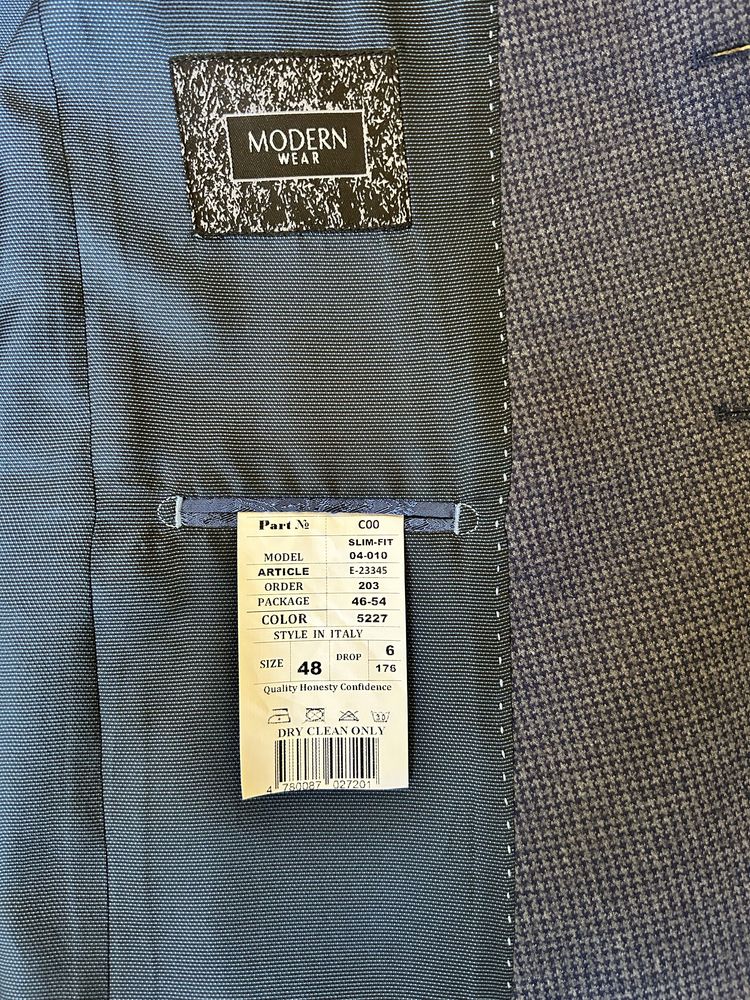 MODERN
WEAR
Part № C00
SLIM-FIT
MODEL 04-010
ARTICLE E-23345
ORDER 203
PACKAGE 46-54
COLOR 5227
STYLE IN ITALY
SIZE 48 DROP 6
176
Quality Honesty Confidence
30
DRY CLEAN ONLY
4 780087 027201